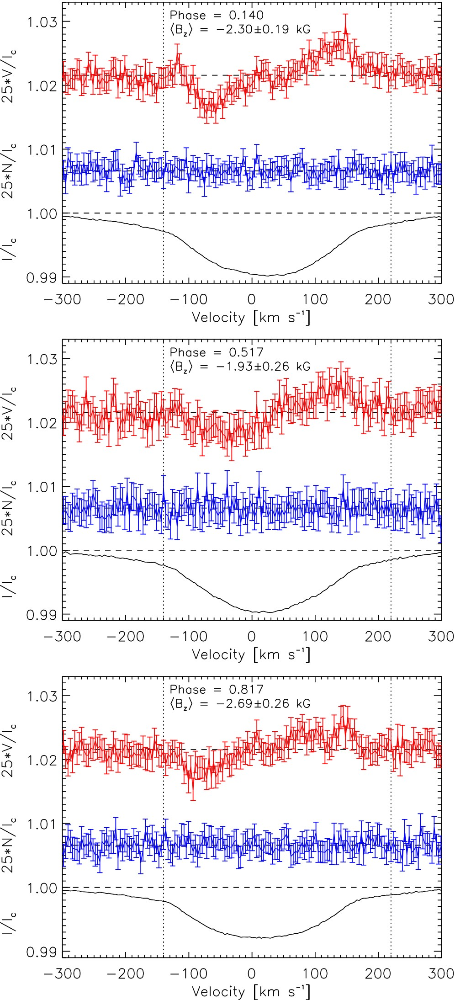 Phase = 0.140
⟨B_z⟩ = −2.30±0.19 kG
1.03
1.02
1.01
1.00
0.99
25*V/I_c
25*N/I_c
I/I_c
−300 −200 −100 0 100 200 300
Velocity [km s⁻¹]
Phase = 0.517
⟨B_z⟩ = −1.93±0.26 kG
1.03
1.02
1.01
1.00
0.99
25*V/I_c
25*N/I_c
I/I_c
−300 −200 −100 0 100 200 300
Velocity [km s⁻¹]
Phase = 0.817
⟨B_z⟩ = −2.69±0.26 kG
1.03
1.02
1.01
1.00
0.99
25*V/I_c
25*N/I_c
I/I_c
−300 −200 −100 0 100 200 300
Velocity [km s⁻¹]